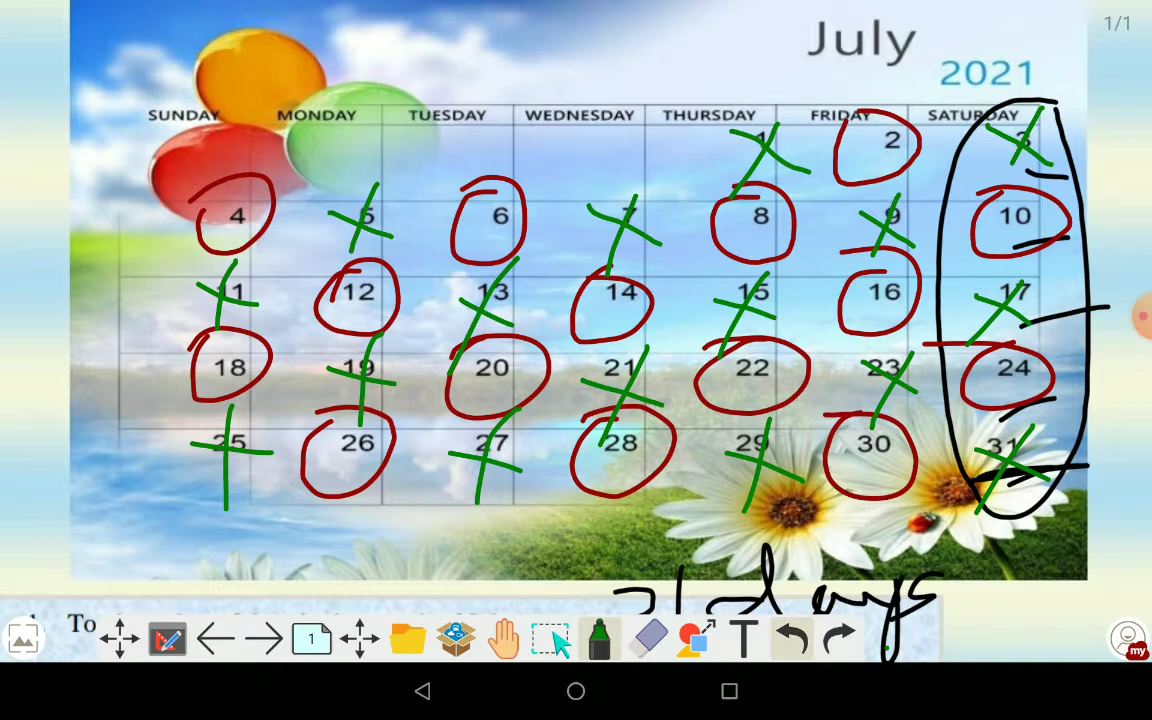 1/1
July
2021
SUNDAY MONDAY TUESDAY WEDNESDAY THURSDAY FRIDAY SATURDAY
1 2 3
4 5 6 7 8 9 10
11 12 13 14 15 16 17
18 19 20 21 22 23 24
25 26 27 28 29 30 31
31 days
To
1 T
my